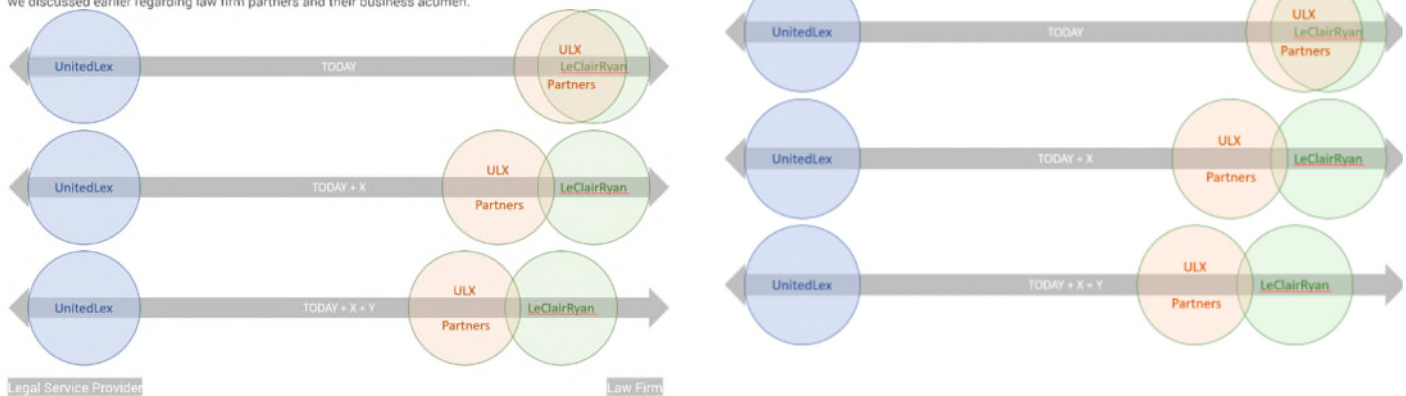 we discussed earlier regarding law firm partners and their business acumen.
UnitedLex
TODAY
ULX
LeClairRyan
Partners
UnitedLex
TODAY + X
ULX
Partners
LeClairRyan
UnitedLex
TODAY + X + Y
ULX
Partners
LeClairRyan
Legal Service Provider
Law Firm
UnitedLex
TODAY
ULX
LeClairRyan
Partners
UnitedLex
TODAY + X
ULX
Partners
LeClairRyan
UnitedLex
TODAY + X + Y
ULX
Partners
LeClairRyan